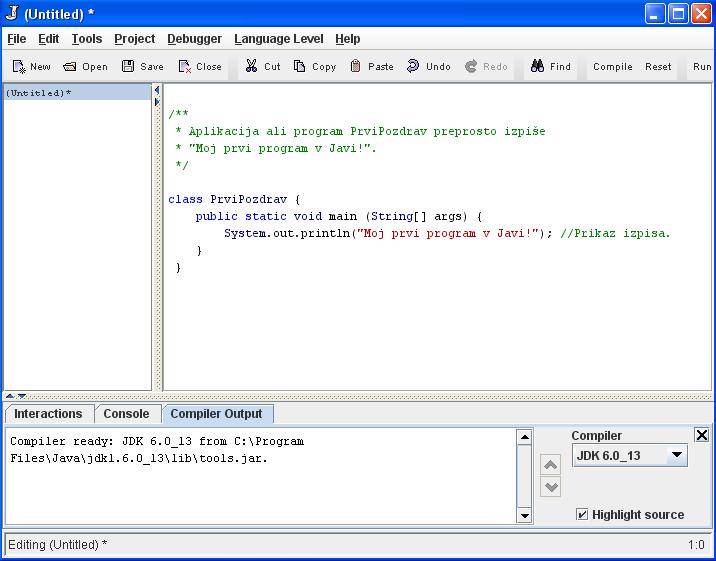 (Untitled) *
File Edit Tools Project Debugger Language Level Help
New Open Save Close Cut Copy Paste Undo Redo Find Compile Reset Run
(Untitled)*
/**
* Aplikacija ali program PrviPozdrav preprosto izpiše
* "Moj prvi program v Javi!".
*/
class PrviPozdrav {
public static void main (String[] args) {
System.out.println("Moj prvi program v Javi!"); //Prikaz izpisa.
}
}
Interactions Console Compiler Output
Compiler ready: JDK 6.0_13 from C:\Program
Files\Java\jdk1.6.0_13\lib\tools.jar.
Compiler
JDK 6.0_13
Highlight source
Editing (Untitled) * 1:0